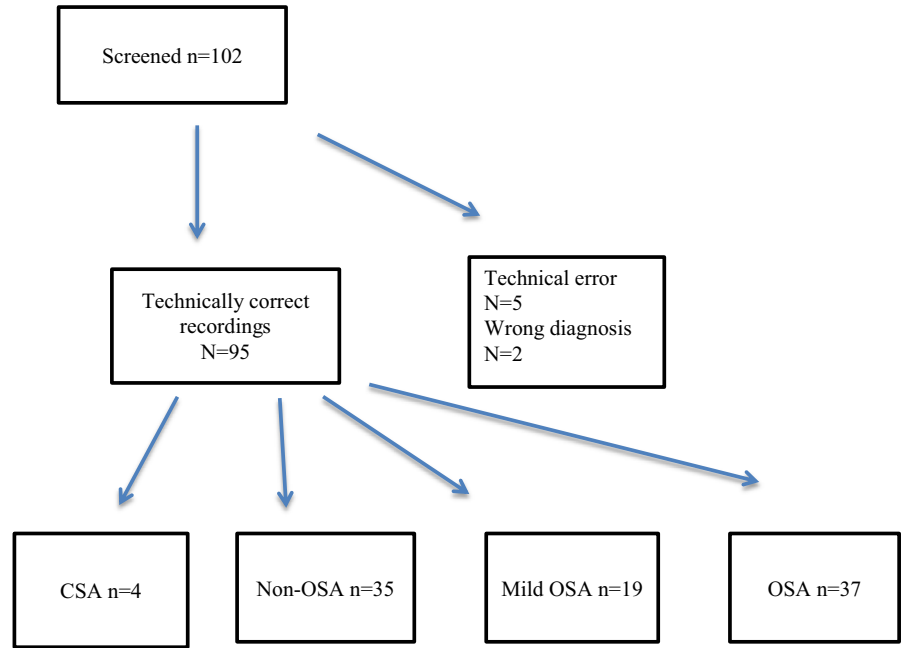 Screened n=102
Technically correct
recordings
N=95
Technical error
N=5
Wrong diagnosis
N=2
CSA n=4
Non-OSA n=35
Mild OSA n=19
OSA n=37